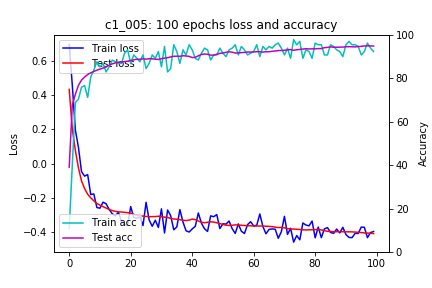 c1_005: 100 epochs loss and accuracy
Train loss
Test loss
Train acc
Test acc
Loss
Accuracy
0.6
0.4
0.2
0.0
−0.2
−0.4
100
80
60
40
20
0
0 20 40 60 80 100